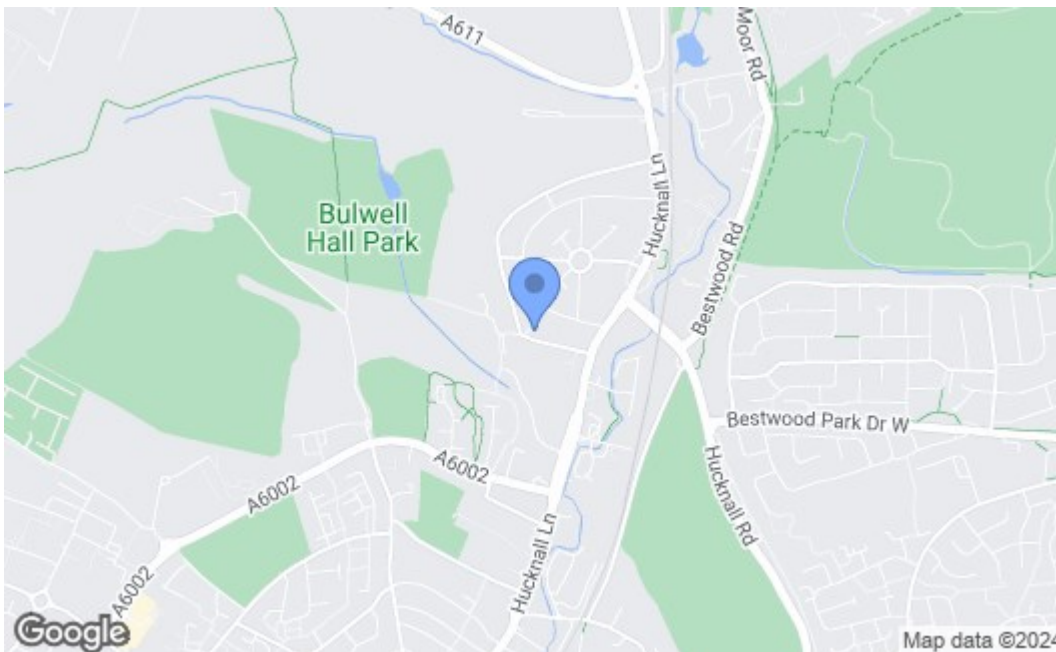 A611
Moor Rd
Hucknall Ln
Bulwell
Hall Park
Bestwood Rd
Bestwood Park Dr W
A6002
A6002
Hucknall Rd
Hucknall Ln
A6002
Google
Map data ©2024